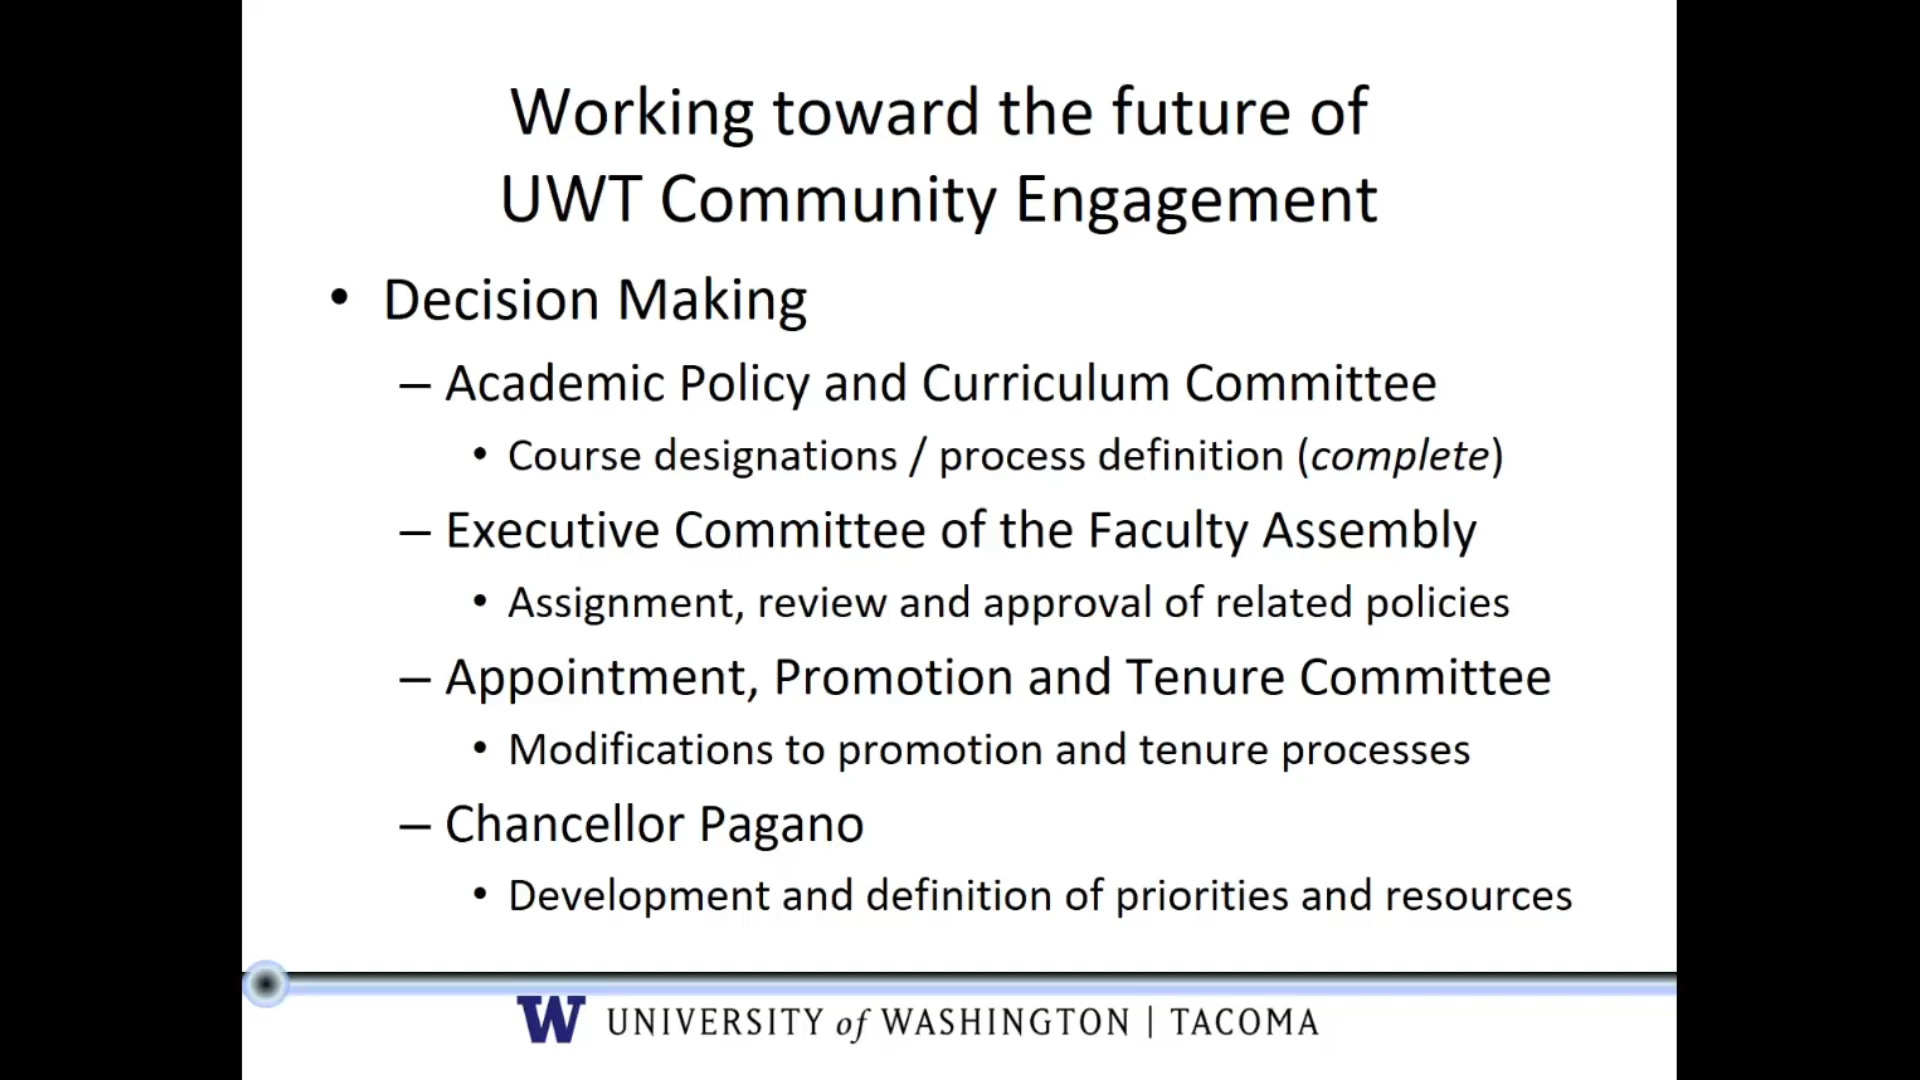 Working toward the future of
UWT Community Engagement
• Decision Making
– Academic Policy and Curriculum Committee
• Course designations / process definition (complete)
– Executive Committee of the Faculty Assembly
• Assignment, review and approval of related policies
– Appointment, Promotion and Tenure Committee
• Modifications to promotion and tenure processes
– Chancellor Pagano
• Development and definition of priorities and resources
W UNIVERSITY of WASHINGTON | TACOMA